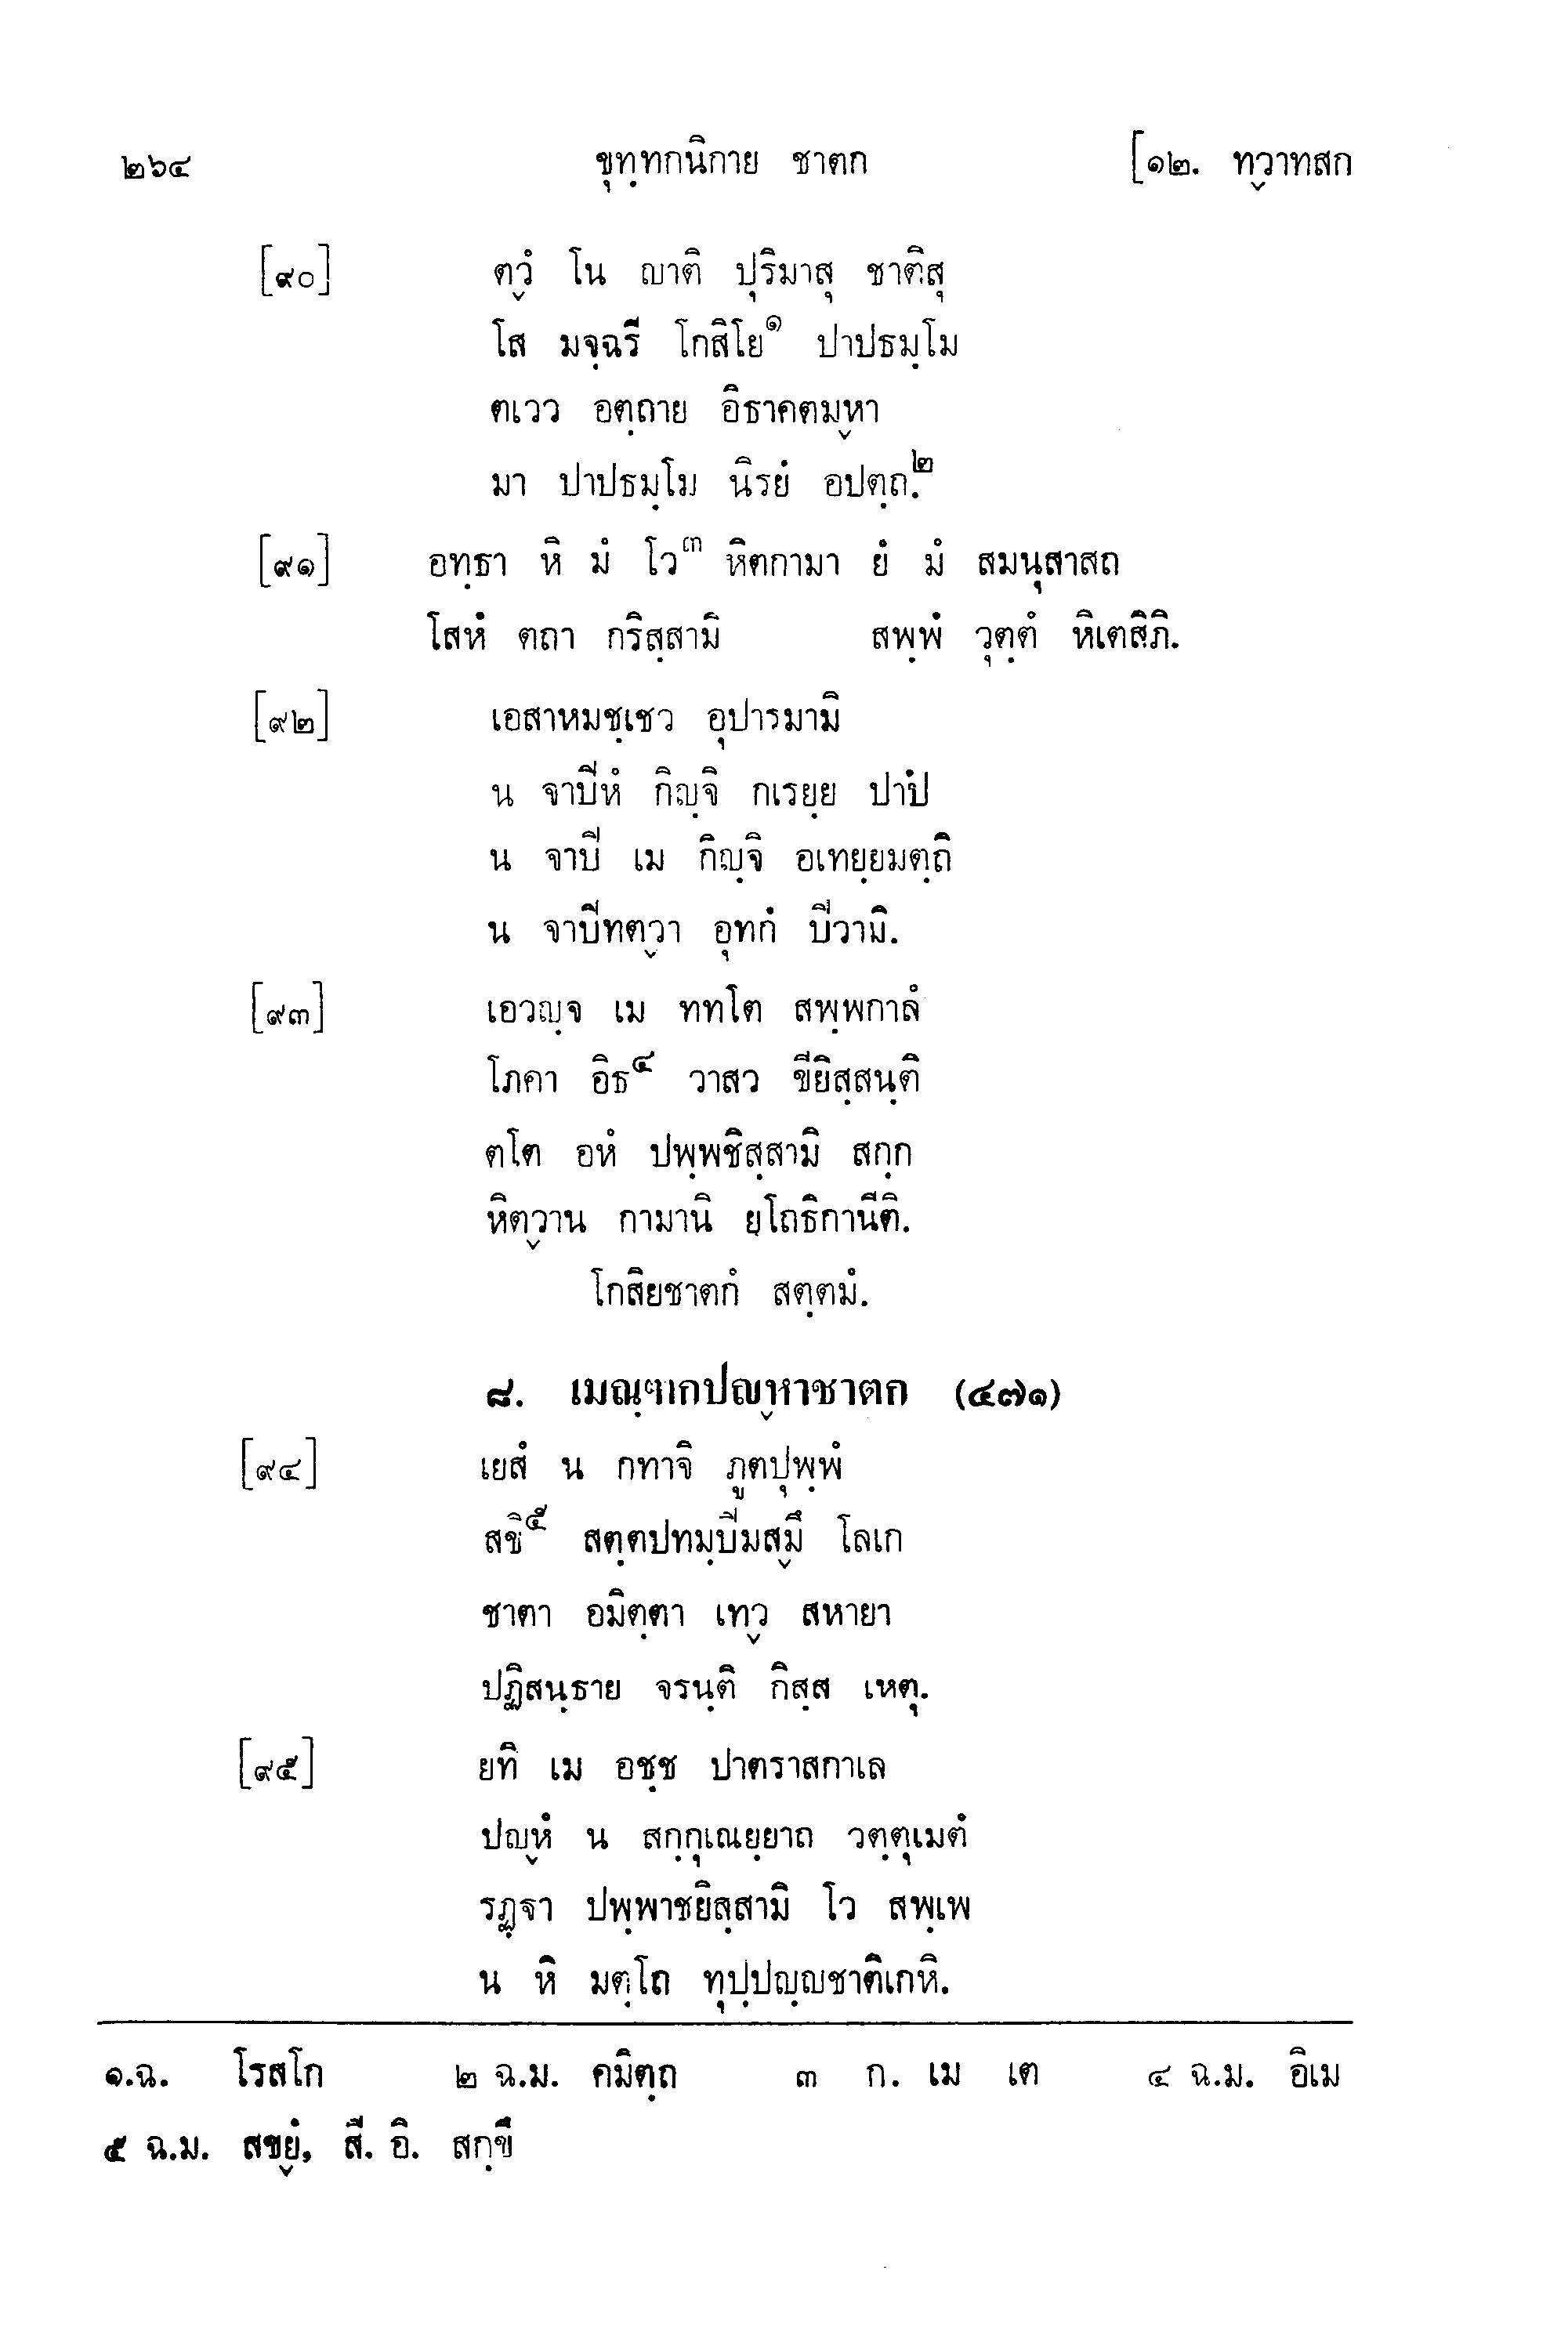 ๒๖๔ ขุทฺทกนิกาย ชาตก [๑๒. ทฺวาทสก
[๙๐] ตฺวํ โน ญาติ ปุริมาสุ ชาติสุ
โส มจฺฉรี โกสิโย๑ ปาปธมฺโม
ตเวว อตฺถาย อิธาคตมฺหา
มา ปาปธมฺโม นิรยํ อปตฺถ.๒
[๙๑] อทฺธา หิ มํ โว๓ หิตกามา ยํ มํ สมนุสาสถ
โสหํ ตถา กริสฺสามิ สพฺพํ วุตฺตํ หิเตสิภิ.
[๙๒] เอสาหมชฺเชว อุปารมามิ
น จาปีหํ กิญฺจิ กเรยฺย ปาปํ
น จาปี เม กิญฺจิ อเทยฺยมตฺถิ
น จาปีทตฺวา อุทกํ ปีวามิ.
[๙๓] เอวญฺจ เม ททโต สพฺพกาลํ
โภคา อิธ๔ วาสว ขียิสฺสนฺติ
ตโต อหํ ปพฺพชิสฺสามิ สกฺก
หิตฺวาน กามานิ ยโถธิกานีติ.
โกสิยชาตกํ สตฺตมํ.
๘. เมณฺฑเกปญฺหาชาตก (๔๗๑)
[๙๔] เยสํ น กทาจิ ภูตปุพฺพํ
สขิ๕ สตฺตปทมฺปีมสฺมึ โลเก
ชาตา อมิตฺตา เทฺว สหายา
ปฏิสนฺธาย จรนฺติ กิสฺส เหตุ.
[๙๕] ยทิ เม อชฺช ปาตราสกาเล
ปญฺหํ น สกฺกุเณยฺยาถ วตฺตุเมตํ
รฏฺฐา ปพฺพาชยิสฺสามิ โว สพฺเพ
น หิ มตฺโถ ทุปฺปญฺญชาติเกหิ.
๑.ฉ. โรสโก ๒ ฉ.ม. คมิตฺถ ๓ ก. เม เต ๔ ฉ.ม. อิเม
๕ ฉ.ม. สขฺยํ, สี. อิ. สกฺขึ